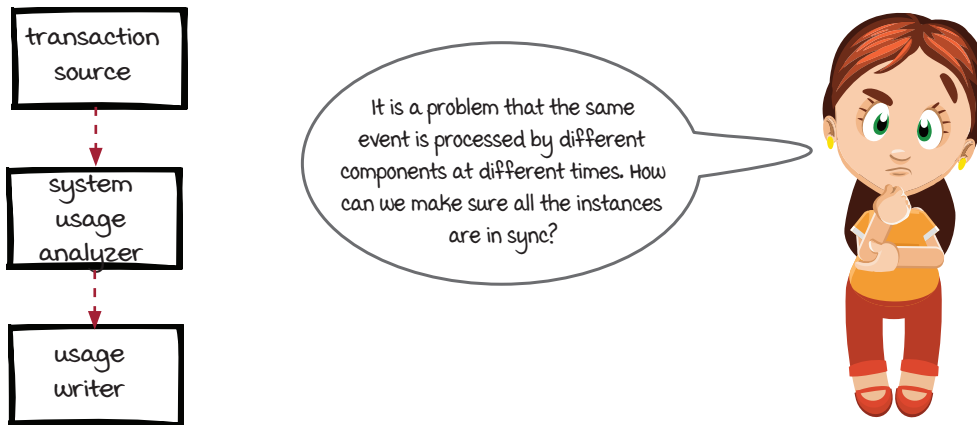 transaction
source
system
usage
analyzer
usage
writer
It is a problem that the same
event is processed by different
components at different times. How
can we make sure all the instances
are in sync?